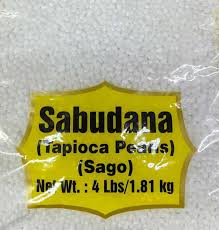 Sabudana
(Tapioca Pearls)
(Sago)
Net Wt. : 4 Lbs/1.81 kg